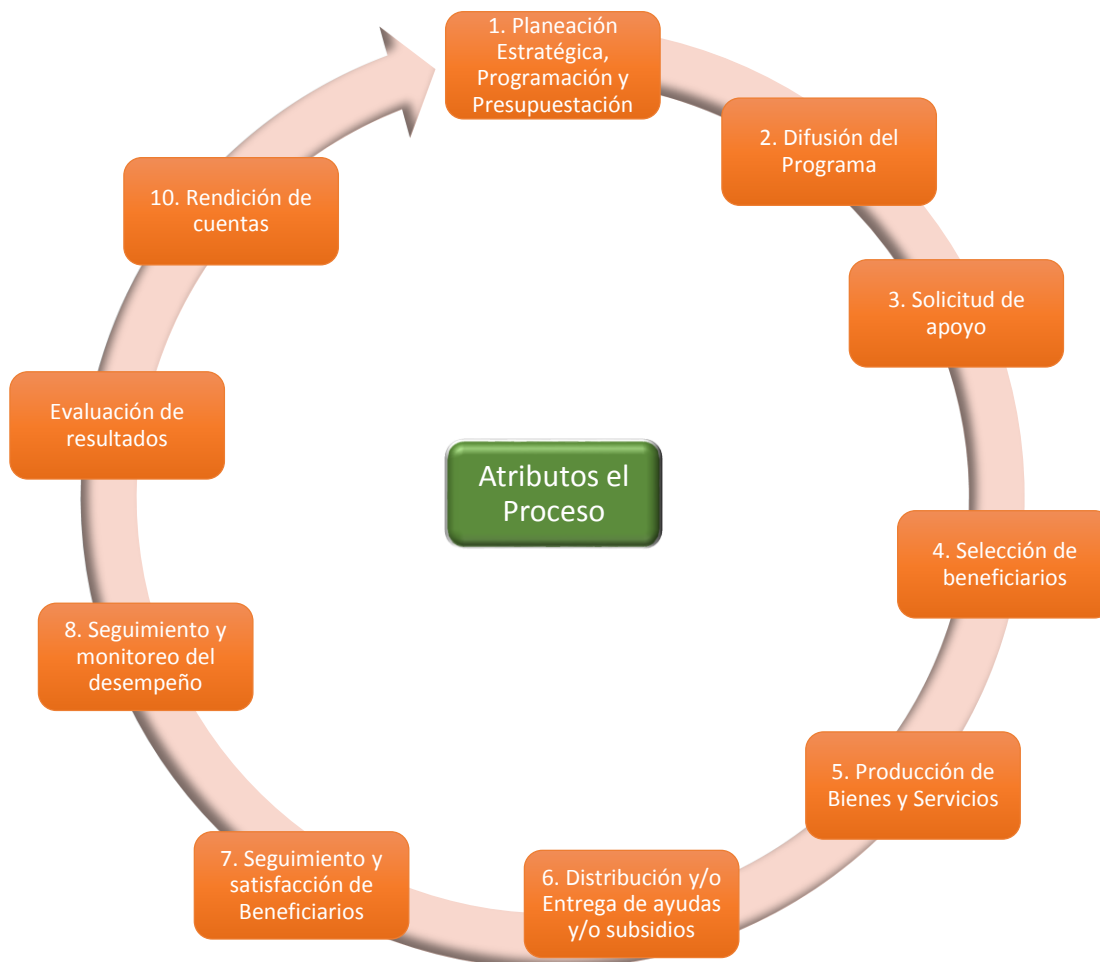 1. Planeación
Estratégica,
Programación y
Presupuestación
2. Difusión del
Programa
3. Solicitud de
apoyo
4. Selección de
beneficiarios
5. Producción de
Bienes y Servicios
6. Distribución y/o
Entrega de ayudas
y/o subsidios
7. Seguimiento y
satisfacción de
Beneficiarios
8. Seguimiento y
monitoreo del
desempeño
Evaluación de
resultados
10. Rendición de
cuentas
Atributos el
Proceso